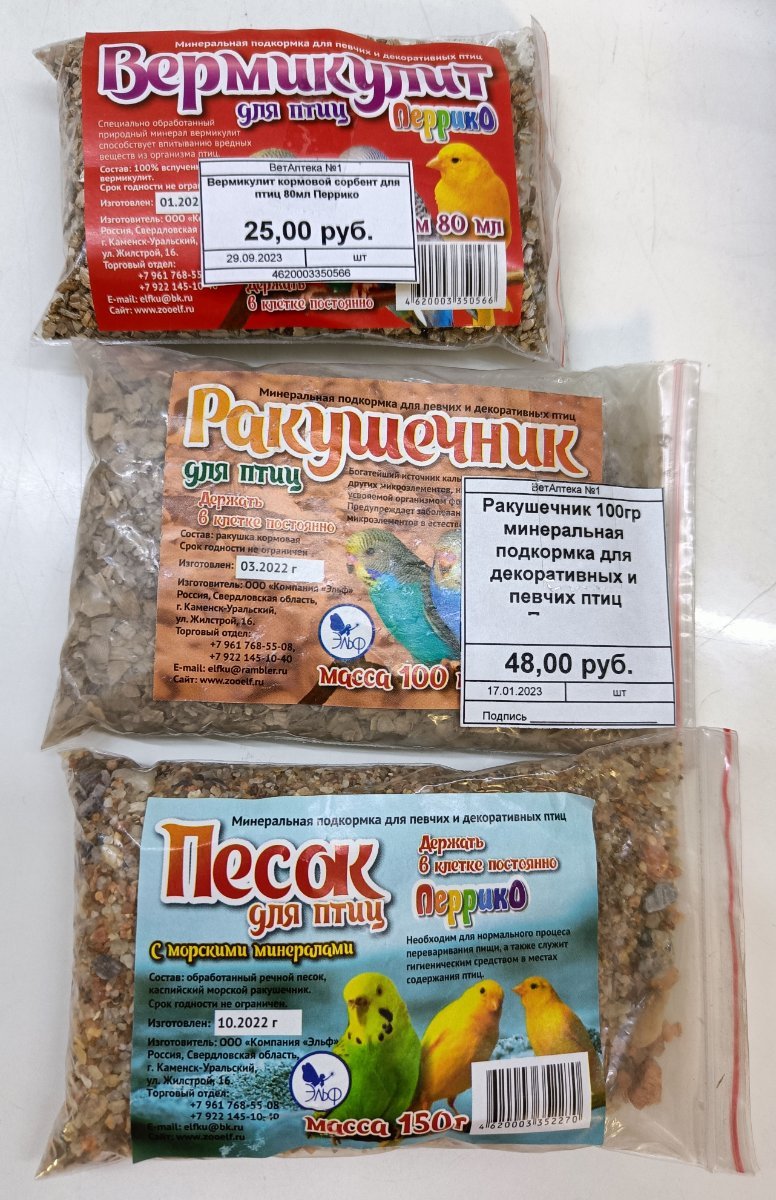 Минеральная подкормка для певчих и декоративных птиц
Вермикулит
для птиц
Перрико
Специально обработанный
природный минерал вермикулит
способствует впитыванию вредных
веществ из организма птиц.
Состав: 100%
вермикулит.
Срок годности не
Изготовлен: 01.202
Изготовитель: ООО
Россия, Свердловская
г. Каменск-Уральский,
ул. Жилстрой, 16.
Торговый отдел:
+7 961 768-55
+7 922 145-10
E-mail: elfku@bk.ru
Сайт: www.zooelf.ru
ВетАптека №1
Вермикулит кормовой сорбент для
птиц 80мл Перрико
25,00 руб.
29.09.2023 шт
4620003350566
80 мл
Держать
в клетке постоянно
4 620003 350566
Минеральная подкормка для певчих и декоративных птиц
Ракушечник
для птиц
Держать
в клетке постоянно
Богатейший источник
других микроэлементов,
усвояемой организмом
Предупреждает
микроэлементов в
Состав: ракушка кормовая
Срок годности не ограничен
Изготовлен: 03.2022 г
Изготовитель: ООО «Компания «Эльф»
Россия, Свердловская область,
г. Каменск-Уральский,
ул. Жилстрой, 16.
Торговый отдел:
+7 961 768-55-08,
+7 922 145-10-40
E-mail: elfku@rambler.ru
Сайт: www.zooelf.ru
Эльф
масса 100
ВетАптека №1
Ракушечник 100гр
минеральная
подкормка для
декоративных и
певчих птиц
48,00 руб.
17.01.2023 шт
Подпись
Минеральная подкормка для певчих и декоративных птиц
Песок
для птиц
С морскими минералами
Держать
в клетке постоянно
Перрико
Необходим для нормального процеса
переваривания пищи, а также служит
гигиеническим средством в местах
содержания птиц.
Состав: обработанный речной песок,
каспийский морской ракушечник.
Срок годности не ограничен.
Изготовлен: 10.2022 г
Изготовитель: ООО «Компания «Эльф»
Россия, Свердловская область,
г. Каменск-Уральский,
ул. Жилстрой, 16.
Торговый отдел:
+7 961 768-55-08
+7 922 145-10-40
E-mail: elfku@bk.ru
Сайт: www.zooelf.ru
Эльф
масса 150г
4 620003 352270